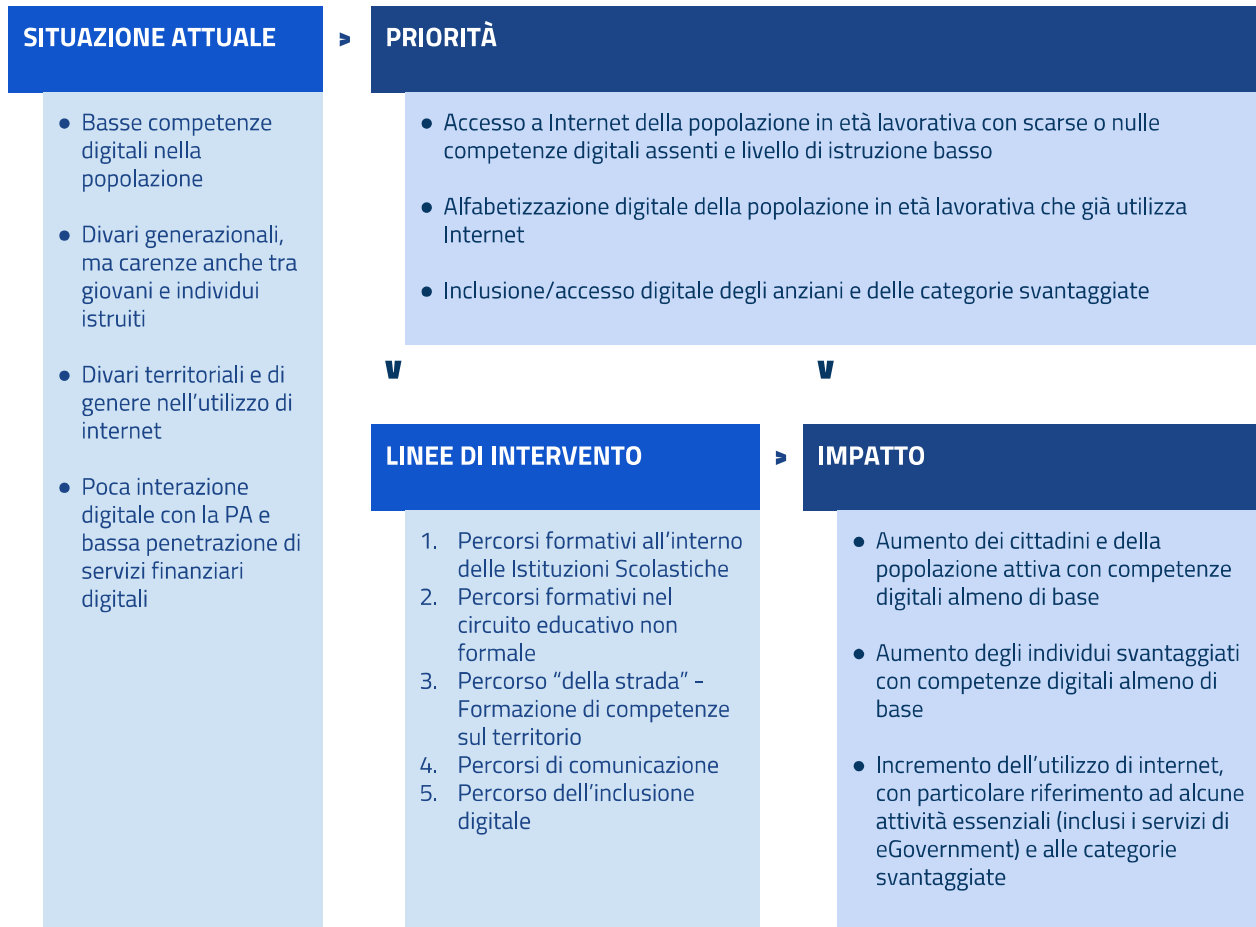 SITUAZIONE ATTUALE
● Basse competenze
digitali nella
popolazione
● Divari generazionali,
ma carenze anche tra
giovani e individui
istruiti
● Divari territoriali e di
genere nell'utilizzo di
internet
● Poca interazione
digitale con la PA e
bassa penetrazione di
servizi finanziari
digitali
>
PRIORITÀ
● Accesso a Internet della popolazione in età lavorativa con scarse o nulle
competenze digitali assenti e livello di istruzione basso
● Alfabetizzazione digitale della popolazione in età lavorativa che già utilizza
Internet
● Inclusione/accesso digitale degli anziani e delle categorie svantaggiate
LINEE DI INTERVENTO
1. Percorsi formativi all'interno
delle Istituzioni Scolastiche
2. Percorsi formativi nel
circuito educativo non
formale
3. Percorso "della strada" -
Formazione di competenze
sul territorio
4. Percorsi di comunicazione
5. Percorso dell'inclusione
digitale
>
IMPATTO
● Aumento dei cittadini e della
popolazione attiva con competenze
digitali almeno di base
● Aumento degli individui svantaggiati
con competenze digitali almeno di
base
● Incremento dell'utilizzo di internet,
con particolare riferimento ad alcune
attività essenziali (inclusi i servizi di
eGovernment) e alle categorie
svantaggiate